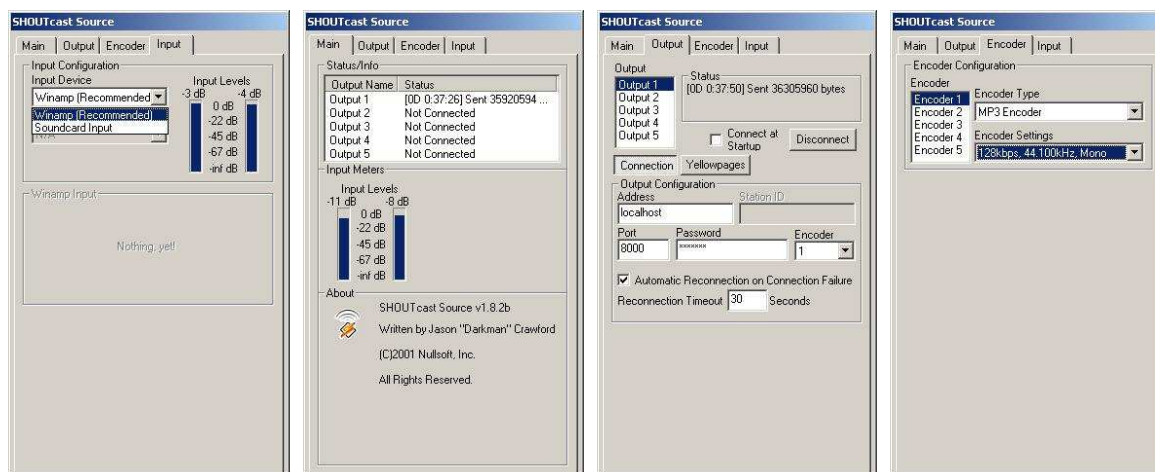 SHOUTcast Source
Main Output Encoder Input
Input Configuration
Input Device
Winamp (Recommended
Winamp (Recommended)
Soundcard Input
Input Levels
-3 dB -4 dB
0 dB
-22 dB
-45 dB
-67 dB
-inf dB
Winamp Input
Nothing, yet!
SHOUTcast Source
Main Output Encoder Input
Status/Info
Output Name Status
Output 1 [0D 0:37:26] Sent 35920594 ...
Output 2 Not Connected
Output 3 Not Connected
Output 4 Not Connected
Output 5 Not Connected
Input Meters
Input Levels
-11 dB -8 dB
0 dB
-22 dB
-45 dB
-67 dB
-inf dB
About
SHOUTcast Source v1.8.2b
Written by Jason "Darkman" Crawford
(C)2001 Nullsoft, Inc.
All Rights Reserved.
SHOUTcast Source
Main Output Encoder Input
Output
Output 1
Output 2
Output 3
Output 4
Output 5
Status
[0D 0:37:50] Sent 36305960 bytes
Connect at
Startup
Disconnect
Connection Yellowpages
Output Configuration
Address Station ID
localhost
Port Password Encoder
8000 ******* 1
Automatic Reconnection on Connection Failure
Reconnection Timeout 30 Seconds
SHOUTcast Source
Main Output Encoder Input
Encoder Configuration
Encoder
Encoder 1
Encoder 2
Encoder 3
Encoder 4
Encoder 5
Encoder Type
MP3 Encoder
Encoder Settings
128kbps, 44.100kHz, Mono